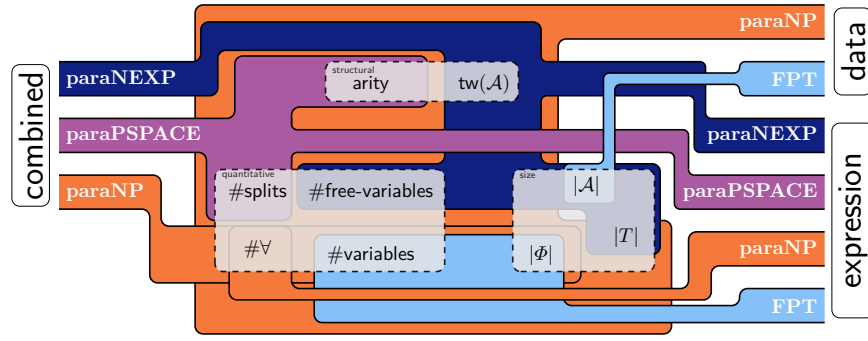 paraNP
data
structural
combined
paraNEXP
arity
tw(𝒜)
FPT
paraPSPACE
paraNEXP
expression
quantitative
size
paraNP
#splits
#free-variables
|𝒜|
paraPSPACE
#∀
#variables
|Φ|
|T|
paraNP
FPT